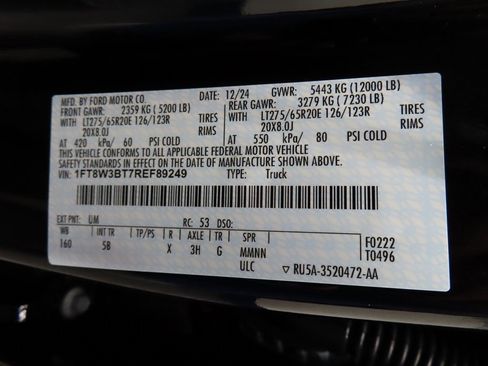 MFD. BY FORD MOTOR CO. 12/24 GVWR: 5443 KG (12000 LB)
FRONT GAWR: 2359 KG (5200 LB) REAR GAWR: 3279 KG (7230 LB)
WITH LT275/65R20E 126/123R TIRES WITH LT275/65R20E 126/123R TIRES
20X8.0J RIMS 20X8.0J RIMS
AT 420 kPa/ 60 PSI COLD AT 550 kPa/ 80 PSI COLD
THIS VEHICLE CONFORMS TO ALL APPLICABLE FEDERAL MOTOR VEHICLE
SAFETY STANDARDS IN EFFECT ON THE DATE OF MANUFACTURE SHOWN ABOVE.
VIN: 1FT8W3BT7REF89249 TYPE: Truck
EXT PNT: UM RC: 53 DSO:
WB INT TR TP/PS R AXLE TR SPR F0222
160 5B X 3H G MMNN T0496
ULC ▽ RU5A-3520472-AA